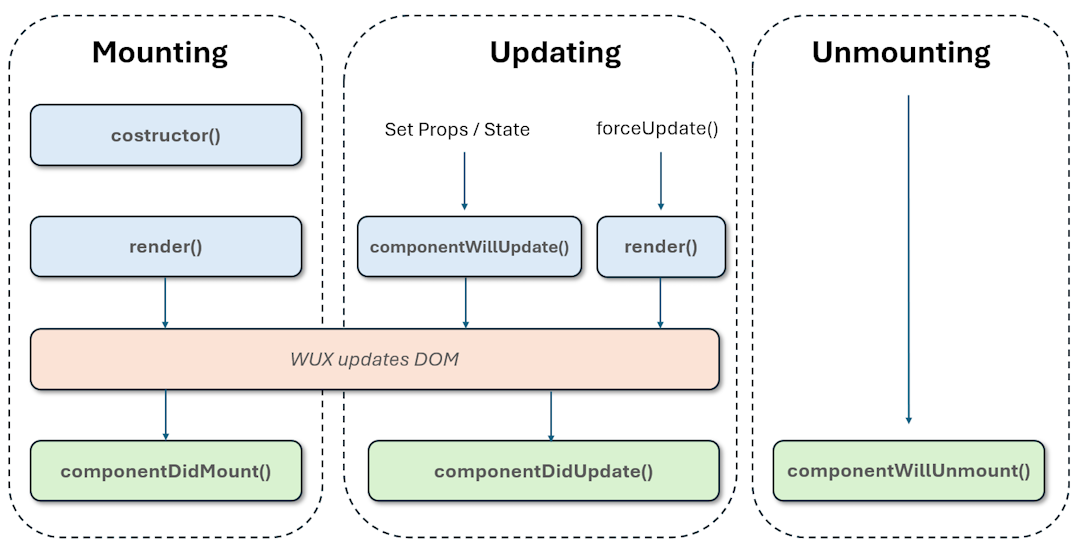 Mounting
Updating
Unmounting
costructor()
Set Props / State
forceUpdate()
render()
componentWillUpdate()
render()
WUX updates DOM
componentDidMount()
componentDidUpdate()
componentWillUnmount()